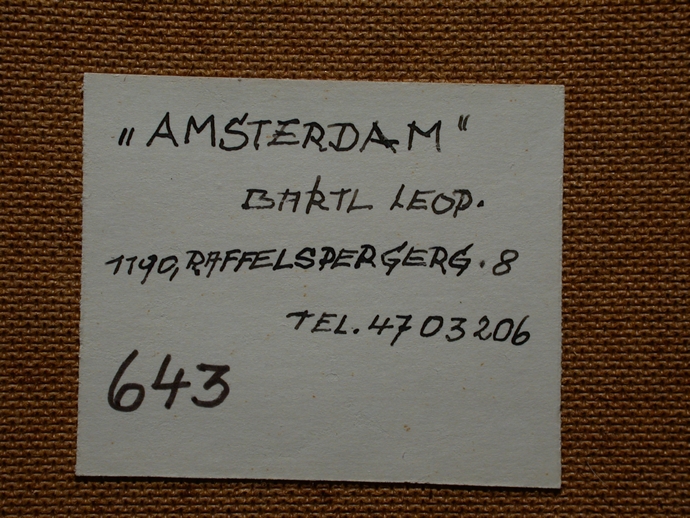 „AMSTERDAM“
BARTL LEOP.
1190, RAFFELSPERGERG. 8
TEL. 4703206
643